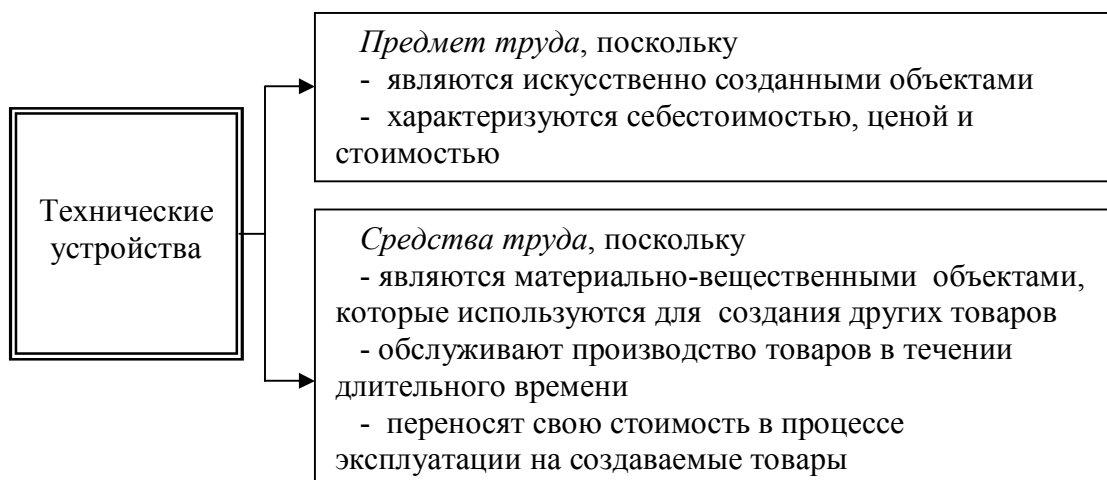 Технические
устройства
Предмет труда, поскольку
- являются искусственно созданными объектами
- характеризуются себестоимостью, ценой и
стоимостью
Средства труда, поскольку
- являются материально-вещественными объектами,
которые используются для создания других товаров
- обслуживают производство товаров в течении
длительного времени
- переносят свою стоимость в процессе
эксплуатации на создаваемые товары